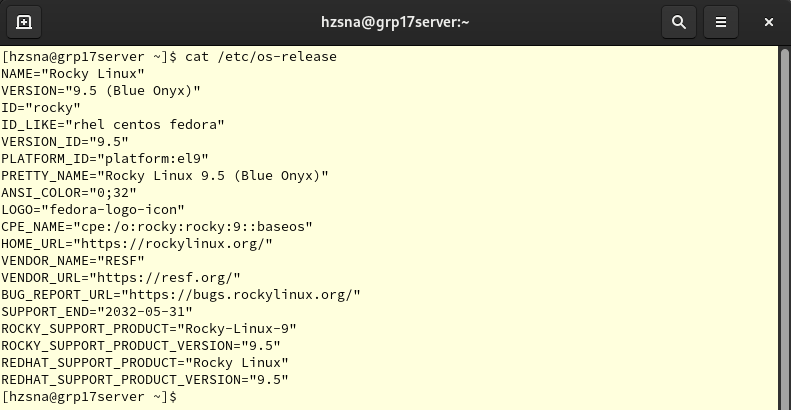 hzsna@grp17server:~
[hzsna@grp17server ~]$ cat /etc/os-release
NAME="Rocky Linux"
VERSION="9.5 (Blue Onyx)"
ID="rocky"
ID_LIKE="rhel centos fedora"
VERSION_ID="9.5"
PLATFORM_ID="platform:el9"
PRETTY_NAME="Rocky Linux 9.5 (Blue Onyx)"
ANSI_COLOR="0;32"
LOGO="fedora-logo-icon"
CPE_NAME="cpe:/o:rocky:rocky:9::baseos"
HOME_URL="https://rockylinux.org/"
VENDOR_NAME="RESF"
VENDOR_URL="https://resf.org/"
BUG_REPORT_URL="https://bugs.rockylinux.org/"
SUPPORT_END="2032-05-31"
ROCKY_SUPPORT_PRODUCT="Rocky-Linux-9"
ROCKY_SUPPORT_PRODUCT_VERSION="9.5"
REDHAT_SUPPORT_PRODUCT="Rocky Linux"
REDHAT_SUPPORT_PRODUCT_VERSION="9.5"
[hzsna@grp17server ~]$